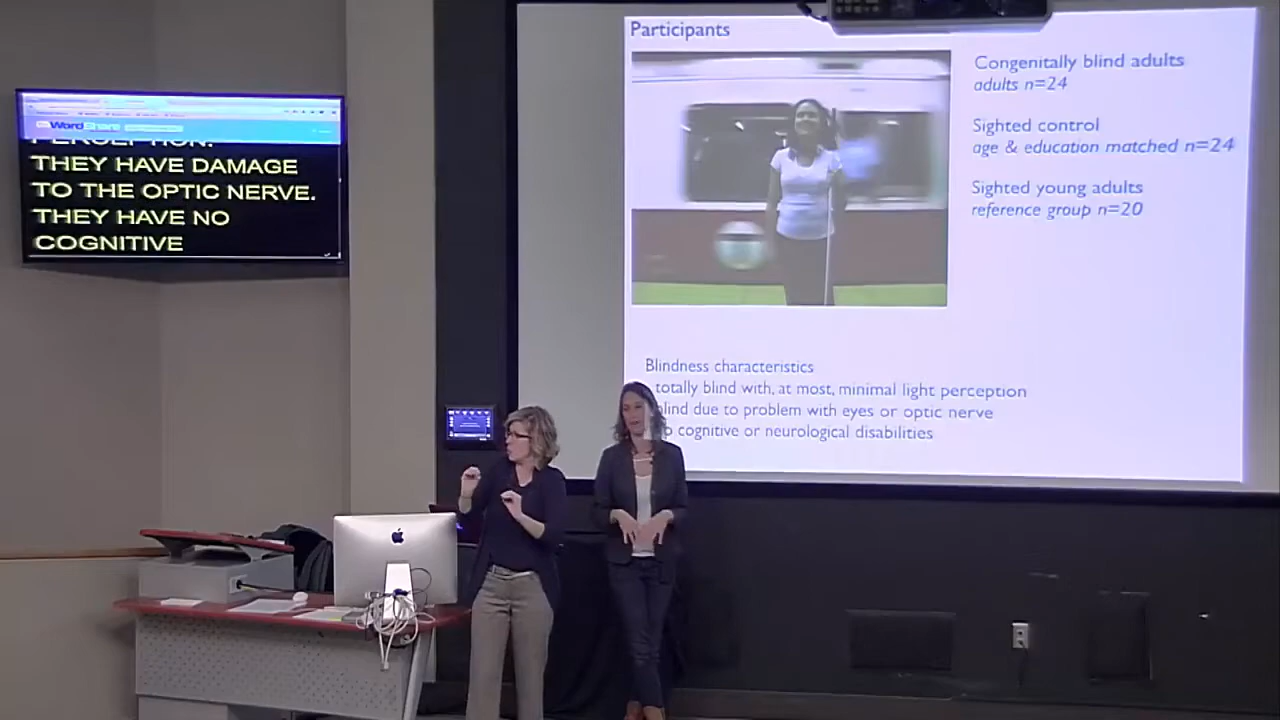 WordShare
PERCEPTION.
THEY HAVE DAMAGE
TO THE OPTIC NERVE.
THEY HAVE NO
COGNITIVE
Participants
Congenitally blind adults
adults n=24
Sighted control
age & education matched n=24
Sighted young adults
reference group n=20
Blindness characteristics
totally blind with, at most, minimal light perception
blind due to problem with eyes or optic nerve
cognitive or neurological disabilities